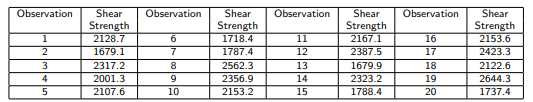 Observation Shear Observation Shear Observation Shear Observation Shear
Strength Strength Strength Strength
1 2128.7 6 1718.4 11 2167.1 16 2153.6
2 1679.1 7 1787.4 12 2387.5 17 2423.3
3 2317.2 8 2562.3 13 1679.9 18 2122.6
4 2001.3 9 2356.9 14 2323.2 19 2644.3
5 2107.6 10 2153.2 15 1788.4 20 1737.4